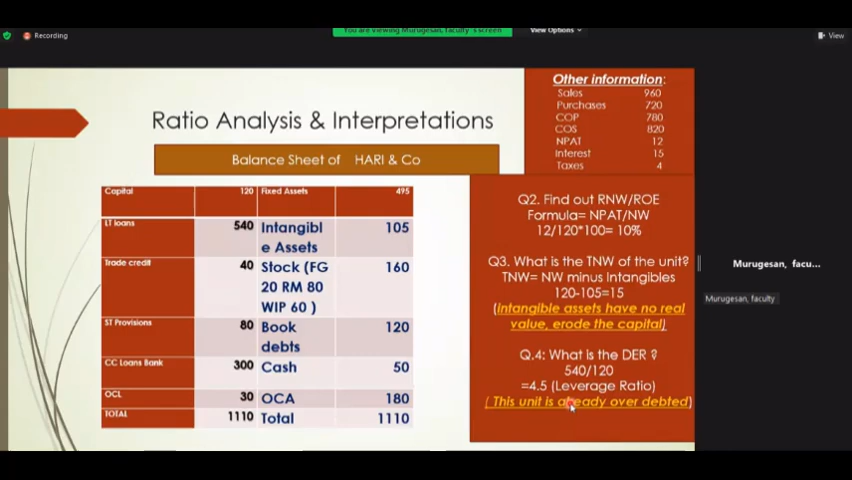 Recording
You are viewing Murugesan, faculty's screen
View Options
View
Ratio Analysis & Interpretations
Balance Sheet of HARI & Co
Other information:
Sales 960
Purchases 720
COP 780
COS 820
NPAT 12
Interest 15
Taxes 4
Capital 120 Fixed Assets 495
LT loans 540 Intangibl
e Assets 105
Trade credit 40 Stock (FG 160
20 RM 80
WIP 60 )
ST Provisions 80 Book 120
debts
CC Loans Bank 300 Cash 50
OCL 30 OCA 180
TOTAL 1110 Total 1110
Q2. Find out RNW/ROE
Formula= NPAT/NW
12/120*100= 10%
Q3. What is the TNW of the unit?
TNW= NW minus Intangibles
120-105=15
(Intangible assets have no real
value, erode the capital)
Q.4: What is the DER ?
540/120
=4.5 (Leverage Ratio)
( This unit is already over debted)
Murugesan, facu...
Murugesan, faculty